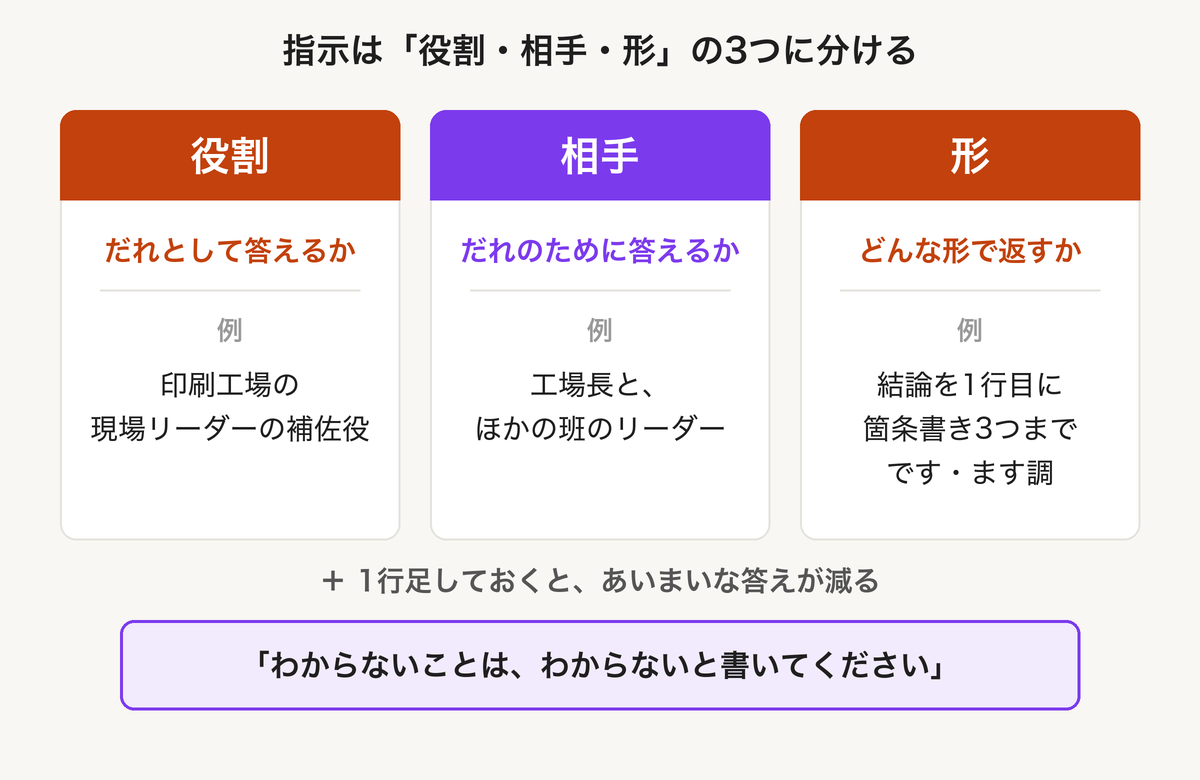 指示は「役割・相手・形」の3つに分ける
役割
だれとして答えるか
例
印刷工場の
現場リーダーの補佐役
相手
だれのために答えるか
例
工場長と、
ほかの班のリーダー
形
どんな形で返すか
例
結論を1行目に
箇条書き3つまで
です・ます調
＋ 1行足しておくと、あいまいな答えが減る
「わからないことは、わからないと書いてください」